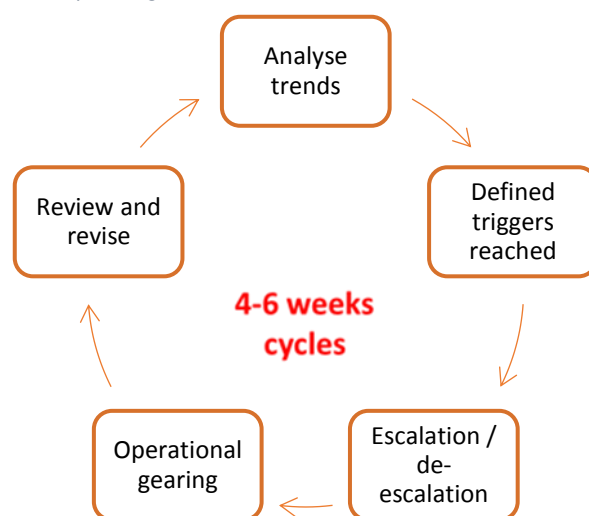 Analyse
trends
Defined
triggers
reached
Escalation /
de-
escalation
Operational
gearing
Review and
revise
4-6 weeks
cycles